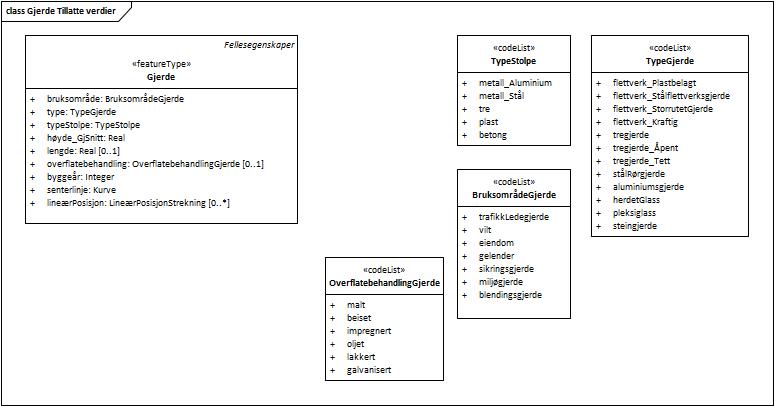 class Gjerde Tillatte verdier
Fellesegenskaper
«featureType»
Gjerde
+ bruksområde: BruksområdeGjerde
+ type: TypeGjerde
+ typeStolpe: TypeStolpe
+ høyde_GjSnitt: Real
+ lengde: Real [0..1]
+ overflatebehandling: OverflatebehandlingGjerde [0..1]
+ byggeår: Integer
+ senterlinje: Kurve
+ lineærPosisjon: LineærPosisjonStrekning [0..*]
«codeList»
TypeStolpe
+ metall_Aluminium
+ metall_Stål
+ tre
+ plast
+ betong
«codeList»
TypeGjerde
+ flettverk_Plastbelagt
+ flettverk_Stålflettverksgjerde
+ flettverk_StorrutetGjerde
+ flettverk_Kraftig
+ tregjerde
+ tregjerde_Åpent
+ tregjerde_Tett
+ stålRørgjerde
+ aluminiumsgjerde
+ herdetGlass
+ pleksiglass
+ steingjerde
«codeList»
BruksområdeGjerde
+ trafikkLedegjerde
+ vilt
+ eiendom
+ gelender
+ sikringsgjerde
+ miljøgjerde
+ blendingsgjerde
«codeList»
OverflatebehandlingGjerde
+ malt
+ beiset
+ impregnert
+ oljet
+ lakkert
+ galvanisert